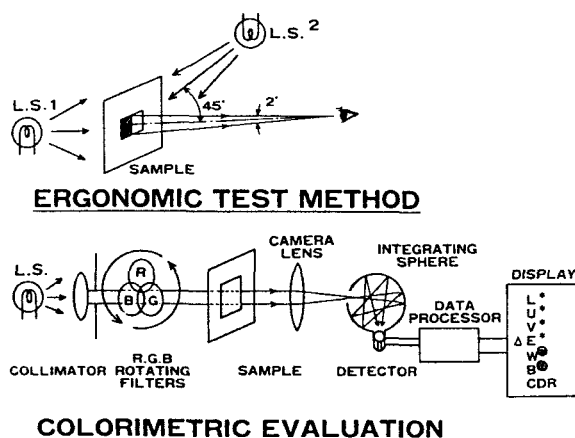 L.S.²
L.S.1
45°
2°
SAMPLE
ERGONOMIC TEST METHOD
L.S.
R
B G
CAMERA
LENS
INTEGRATING
SPHERE
DISPLAY
DATA
PROCESSOR
L*
U*
V*
ΔE*
W
B
CDR
COLLIMATOR
R.G.B
ROTATING
FILTERS
SAMPLE
DETECTOR
COLORIMETRIC EVALUATION